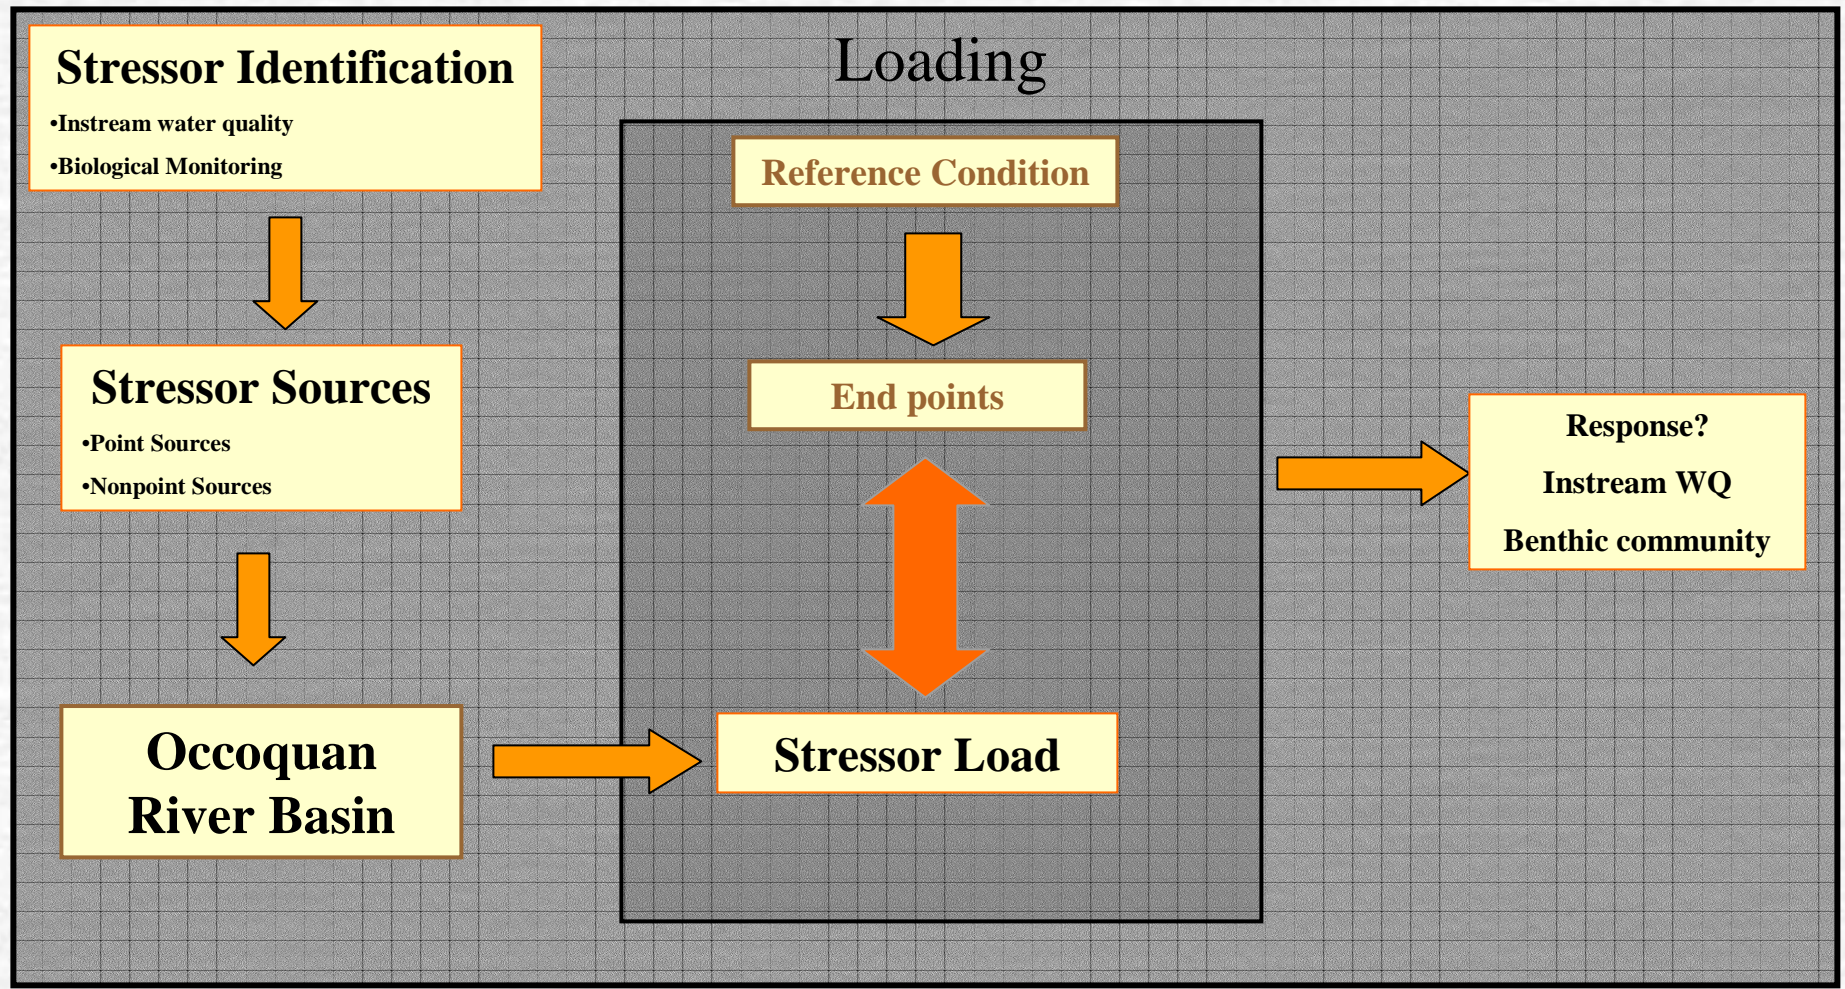 Stressor Identification
•Instream water quality
•Biological Monitoring
Stressor Sources
•Point Sources
•Nonpoint Sources
Occoquan
River Basin
Loading
Reference Condition
End points
Stressor Load
Response?
Instream WQ
Benthic community